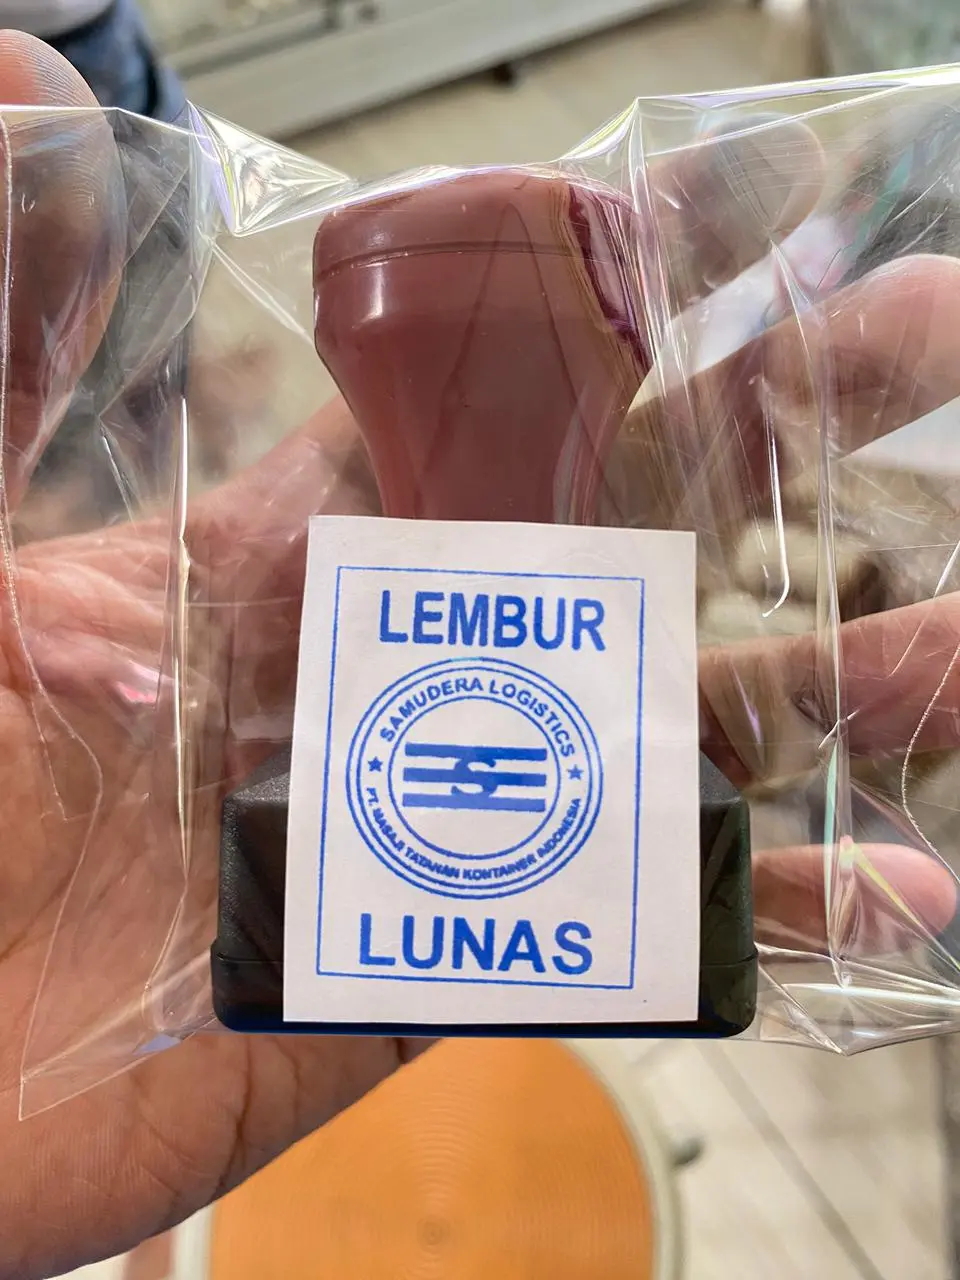 LEMBUR
SAMUDERA LOGISTICS
S
PT. MASAJI TATANAN KONTAINER INDONESIA
LUNAS